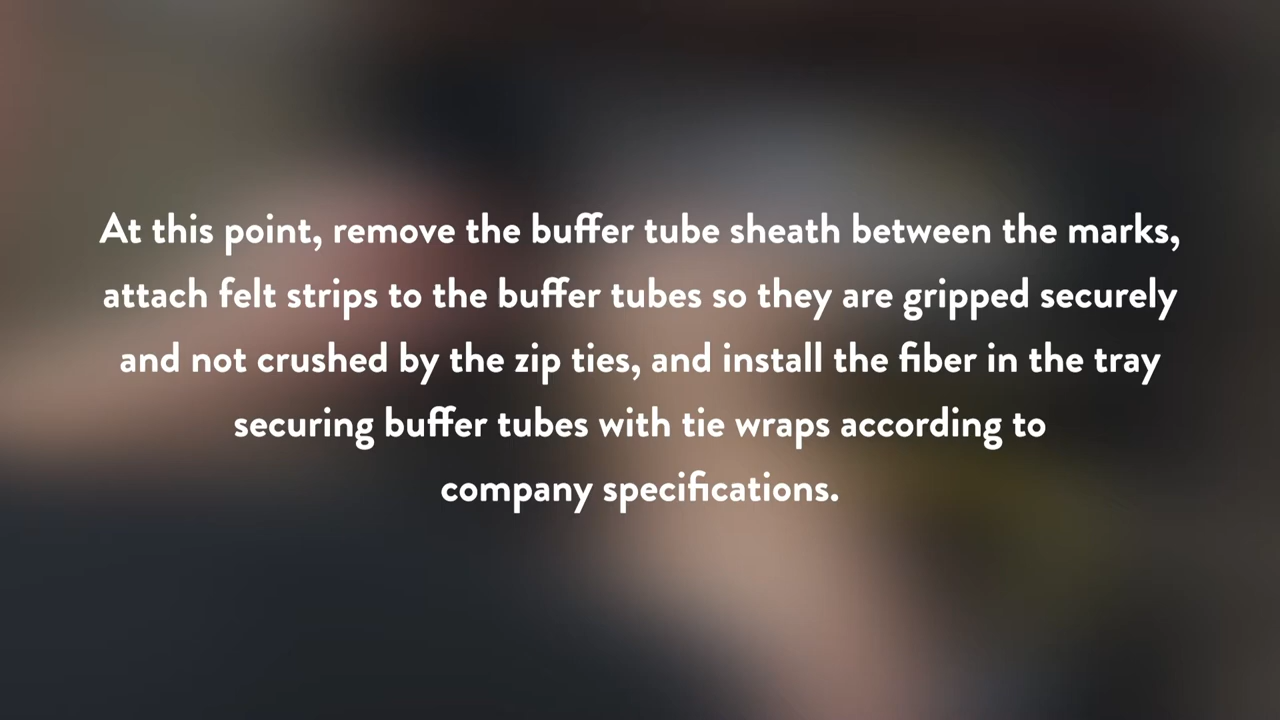 At this point, remove the buffer tube sheath between the marks,
attach felt strips to the buffer tubes so they are gripped securely
and not crushed by the zip ties, and install the fiber in the tray
securing buffer tubes with tie wraps according to
company specifications.